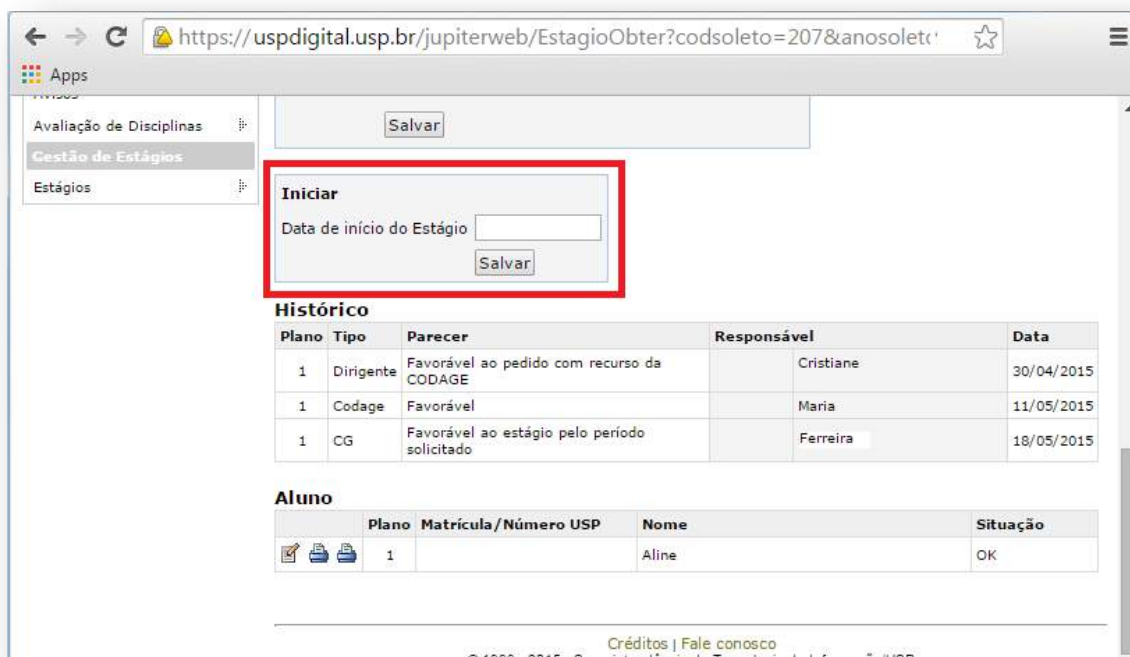 https://uspdigital.usp.br/jupiterweb/EstagioObter?codsoleto=207&anosoleto
Apps
Avisos
Avaliação de Disciplinas
Salvar
Gestão de Estágios
Estágios
Iniciar
Data de início do Estágio
Salvar
Histórico
Plano Tipo Parecer Responsável Data
1 Dirigente Favorável ao pedido com recurso da CODAGE Cristiane 30/04/2015
1 Codage Favorável Maria 11/05/2015
1 CG Favorável ao estágio pelo período solicitado Ferreira 18/05/2015
Aluno
Plano Matrícula/Número USP Nome Situação
1 Aline OK
Créditos | Fale conosco